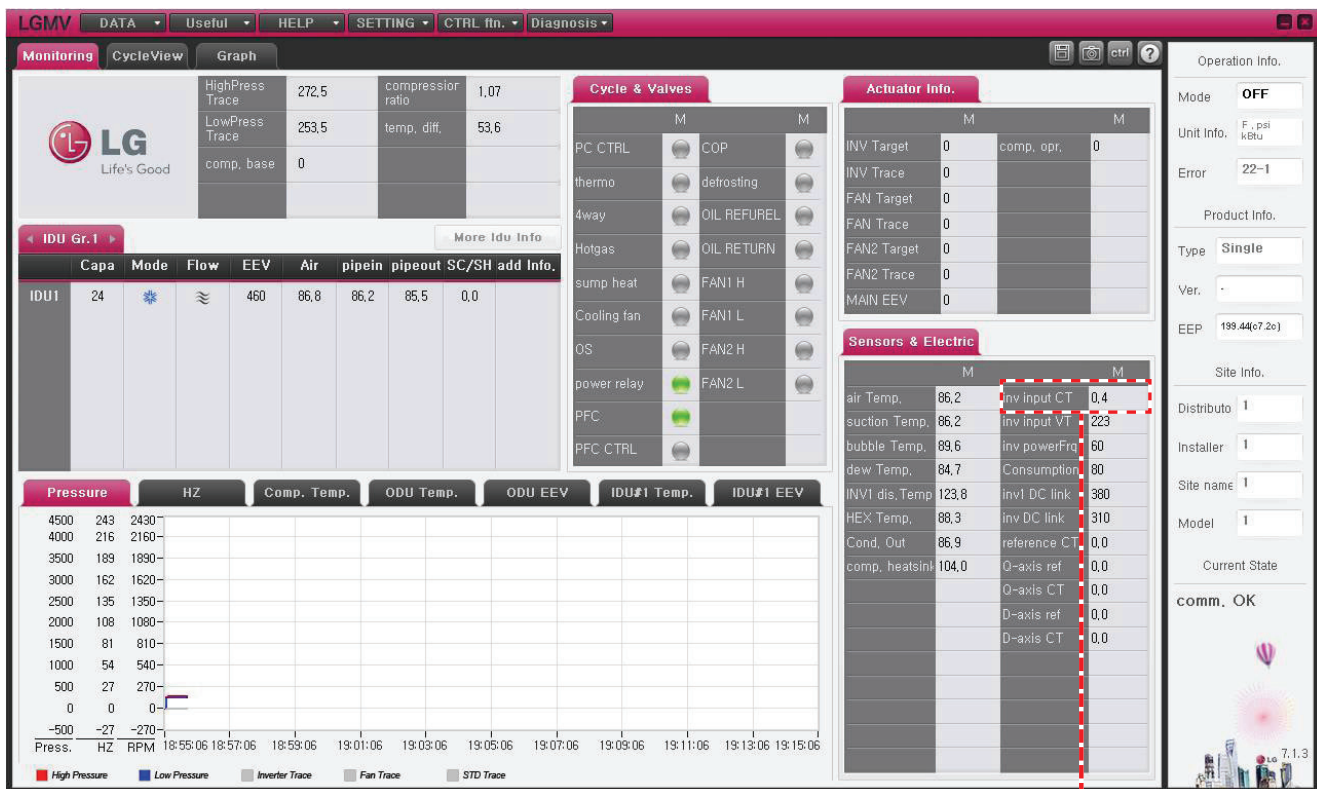 LGMV DATA Useful HELP SETTING CTRL ftn. Diagnosis
Monitoring CycleView Graph ctrl ?
LG
Life's Good
HighPress Trace 272,5 compression ratio 1,07
LowPress Trace 253,5 temp, diff, 53,6
comp, base 0
IDU Gr.1 More Idu Info
Capa Mode Flow EEV Air pipein pipeout SC/SH add Info.
IDU1 24 460 86,8 86,2 85,5 0,0
Cycle & Valves
M M
PC CTRL COP
thermo defrosting
4way OIL REFUREL
Hotgas OIL RETURN
sump heat FAN1 H
Cooling fan FAN1 L
OS FAN2 H
power relay FAN2 L
PFC
PFC CTRL
Actuator Info.
M M
INV Target 0 comp, opr, 0
INV Trace 0
FAN Target 0
FAN Trace 0
FAN2 Target 0
FAN2 Trace 0
MAIN EEV 0
Sensors & Electric
M M
air Temp, 86,2 inv input CT 0,4
suction Temp, 86,2 inv input VT 223
bubble Temp, 89,6 inv powerFrq 60
dew Temp, 84,7 Consumption 80
INV1 dis,Temp 123,8 inv1 DC link 380
HEX Temp, 88,3 inv DC link 310
Cond, Out 86,9 reference CT 0,0
comp, heatsink 104,0 Q-axis ref 0,0
Q-axis CT 0,0
D-axis ref 0,0
D-axis CT 0,0
Pressure HZ Comp. Temp. ODU Temp. ODU EEV IDU#1 Temp. IDU#1 EEV
4500 243 2430
4000 216 2160
3500 189 1890
3000 162 1620
2500 135 1350
2000 108 1080
1500 81 810
1000 54 540
500 27 270
0 0 0
-500 -27 -270
Press. HZ RPM 18:55:06 18:57:06 18:59:06 19:01:06 19:03:06 19:05:06 19:07:06 19:09:06 19:11:06 19:13:06 19:15:06
High Pressure Low Pressure Inverter Trace Fan Trace STD Trace
Operation Info.
Mode OFF
Unit Info. F , psi kBtu
Error 22-1
Product Info.
Type Single
Ver. -
EEP 199.44(c7.2c)
Site Info.
Distributo 1
Installer 1
Site name 1
Model 1
Current State
comm, OK
LG 7.1.3